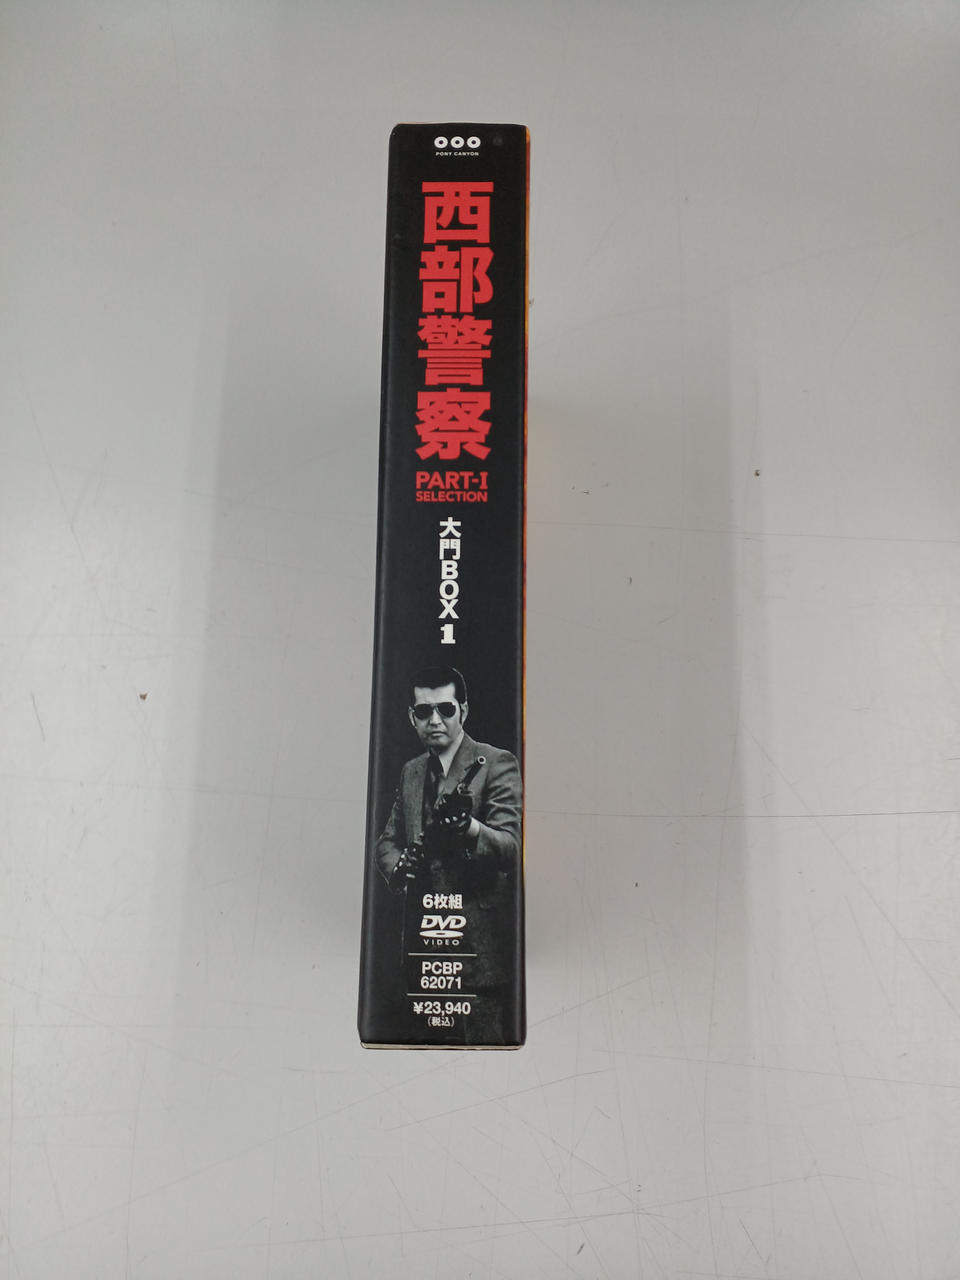 PONY CANYON
西部警察
PART-I
SELECTION
大門BOX 1
6枚組
DVD
VIDEO
PCBP
62071
¥23,940
(税込)